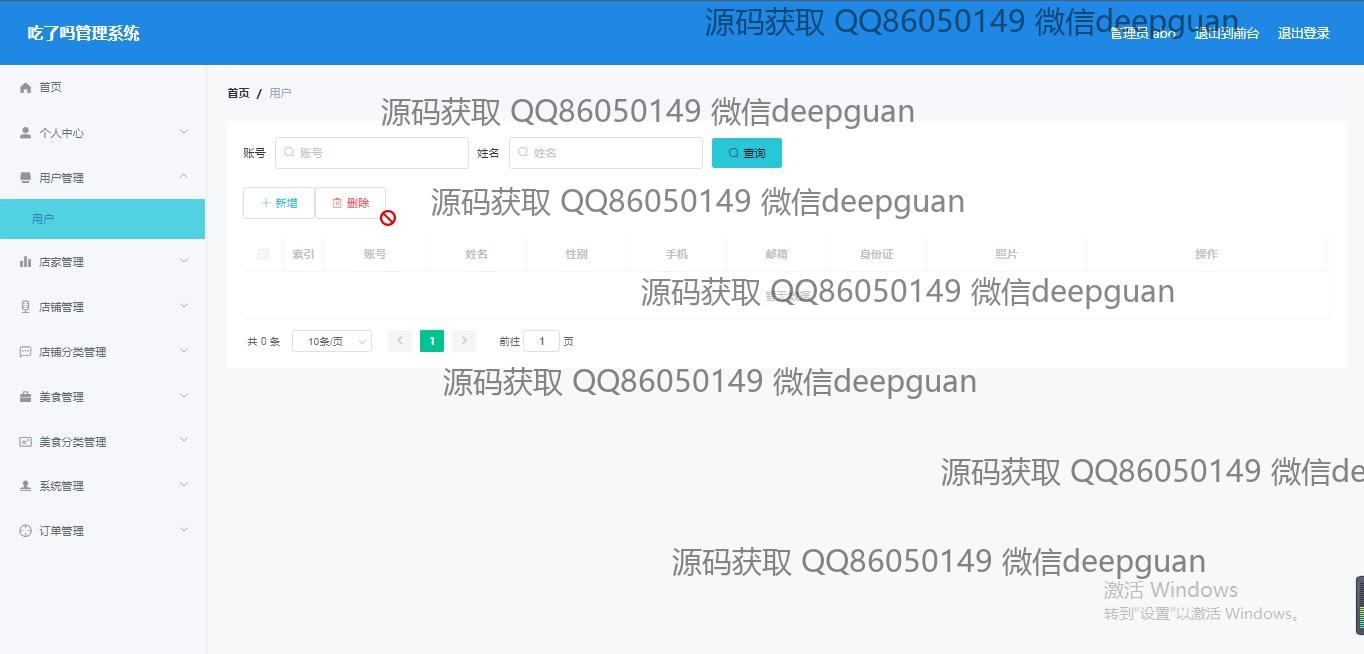 吃了吗管理系统
管理员 abo 退出到前台 退出登录
源码获取 QQ86050149 微信deepguan
首页
个人中心
用户管理
用户
店家管理
店铺管理
店铺分类管理
美食管理
美食分类管理
系统管理
订单管理
首页 / 用户
源码获取 QQ86050149 微信deepguan
账号 账号 姓名 姓名 查询
新增 删除
源码获取 QQ86050149 微信deepguan
索引 账号 姓名 性别 手机 邮箱 身份证 照片 操作
暂无数据
源码获取 QQ86050149 微信deepguan
共 0 条 10条/页 1 前往 1 页
源码获取 QQ86050149 微信deepguan
源码获取 QQ86050149 微信de
源码获取 QQ86050149 微信deepguan
激活 Windows
转到“设置”以激活 Windows。